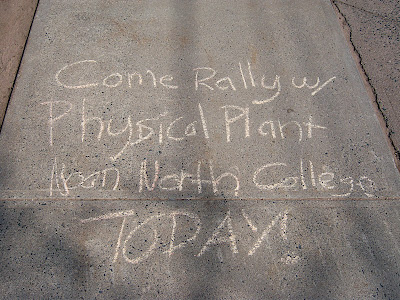 Come Rally w/
Physical Plant
Noon North College
TODAY!